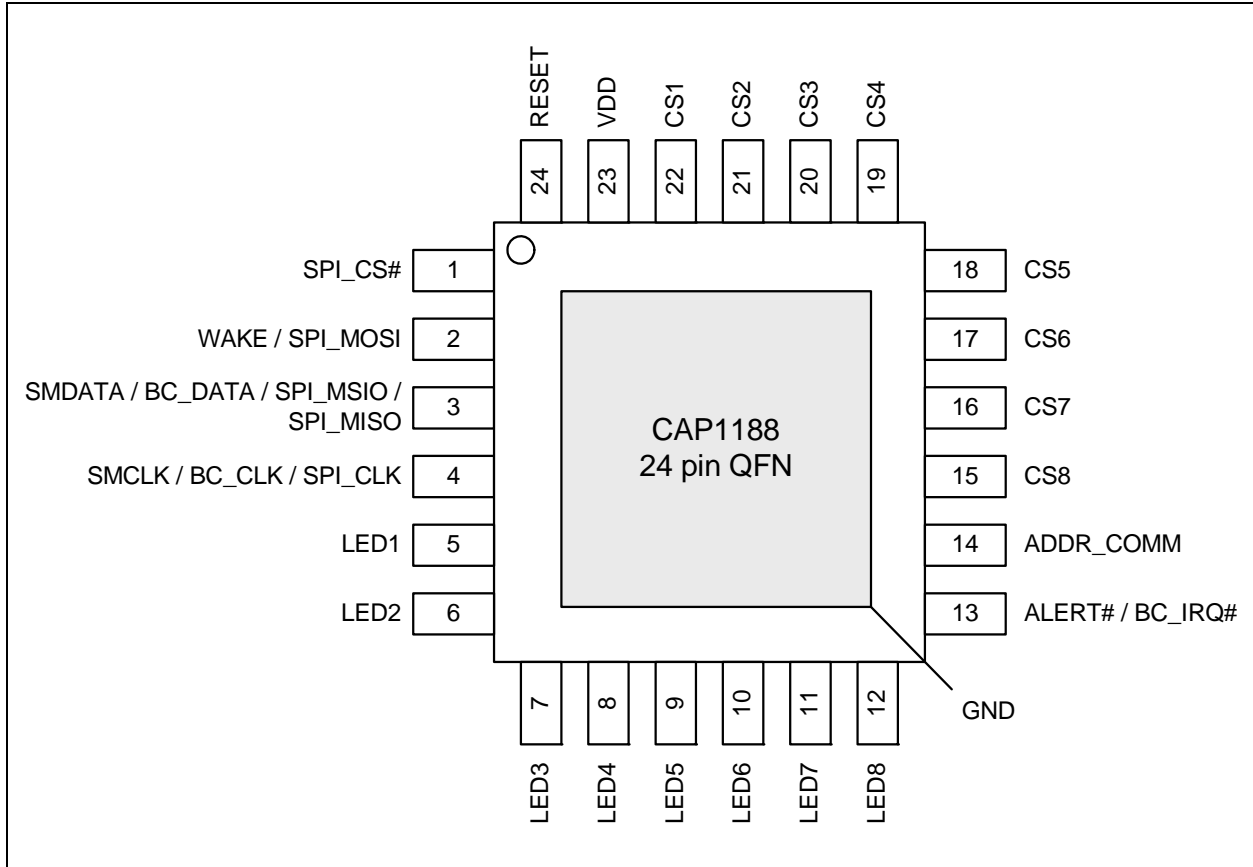 RESET
VDD
CS1
CS2
CS3
CS4
24
23
22
21
20
19
SPI_CS#
1
18
CS5
WAKE / SPI_MOSI
2
17
CS6
SMDATA / BC_DATA / SPI_MSIO /
SPI_MISO
3
16
CS7
CAP1188
24 pin QFN
SMCLK / BC_CLK / SPI_CLK
4
15
CS8
LED1
5
14
ADDR_COMM
LED2
6
13
ALERT# / BC_IRQ#
GND
7
8
9
10
11
12
LED3
LED4
LED5
LED6
LED7
LED8